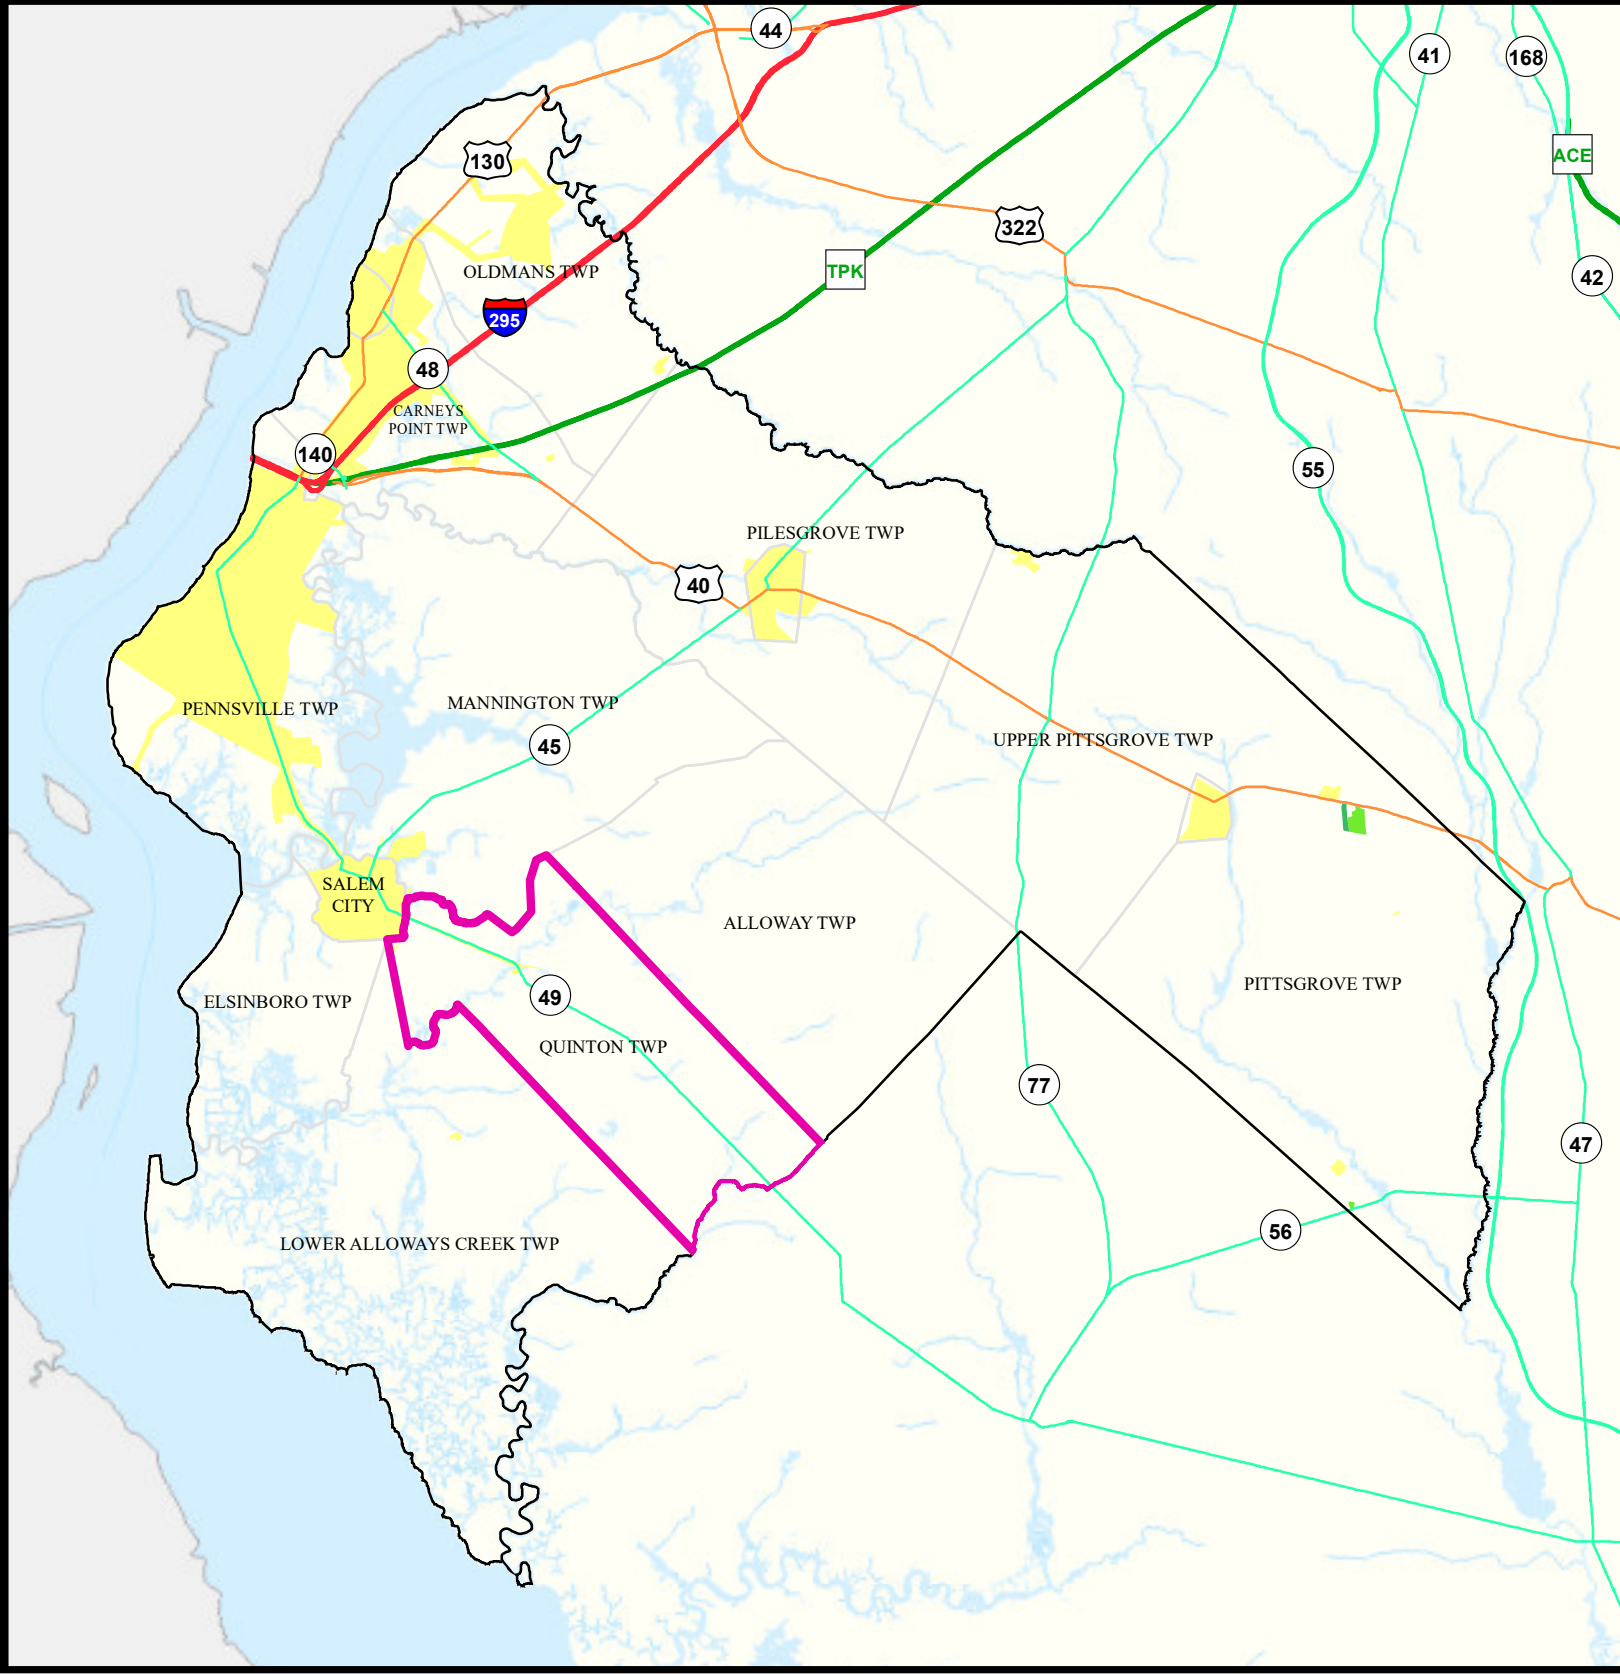 44
41
168
130
ACE
322
TPK
OLDMANS TWP
42
295
48
CARNEYS
POINT TWP
140
55
PILESGROVE TWP
40
PENNSVILLE TWP
MANNINGTON TWP
45
UPPER PITTSGROVE TWP
SALEM
CITY
ALLOWAY TWP
ELSINBORO TWP
49
PITTSGROVE TWP
QUINTON TWP
77
47
56
LOWER ALLOWAYS CREEK TWP